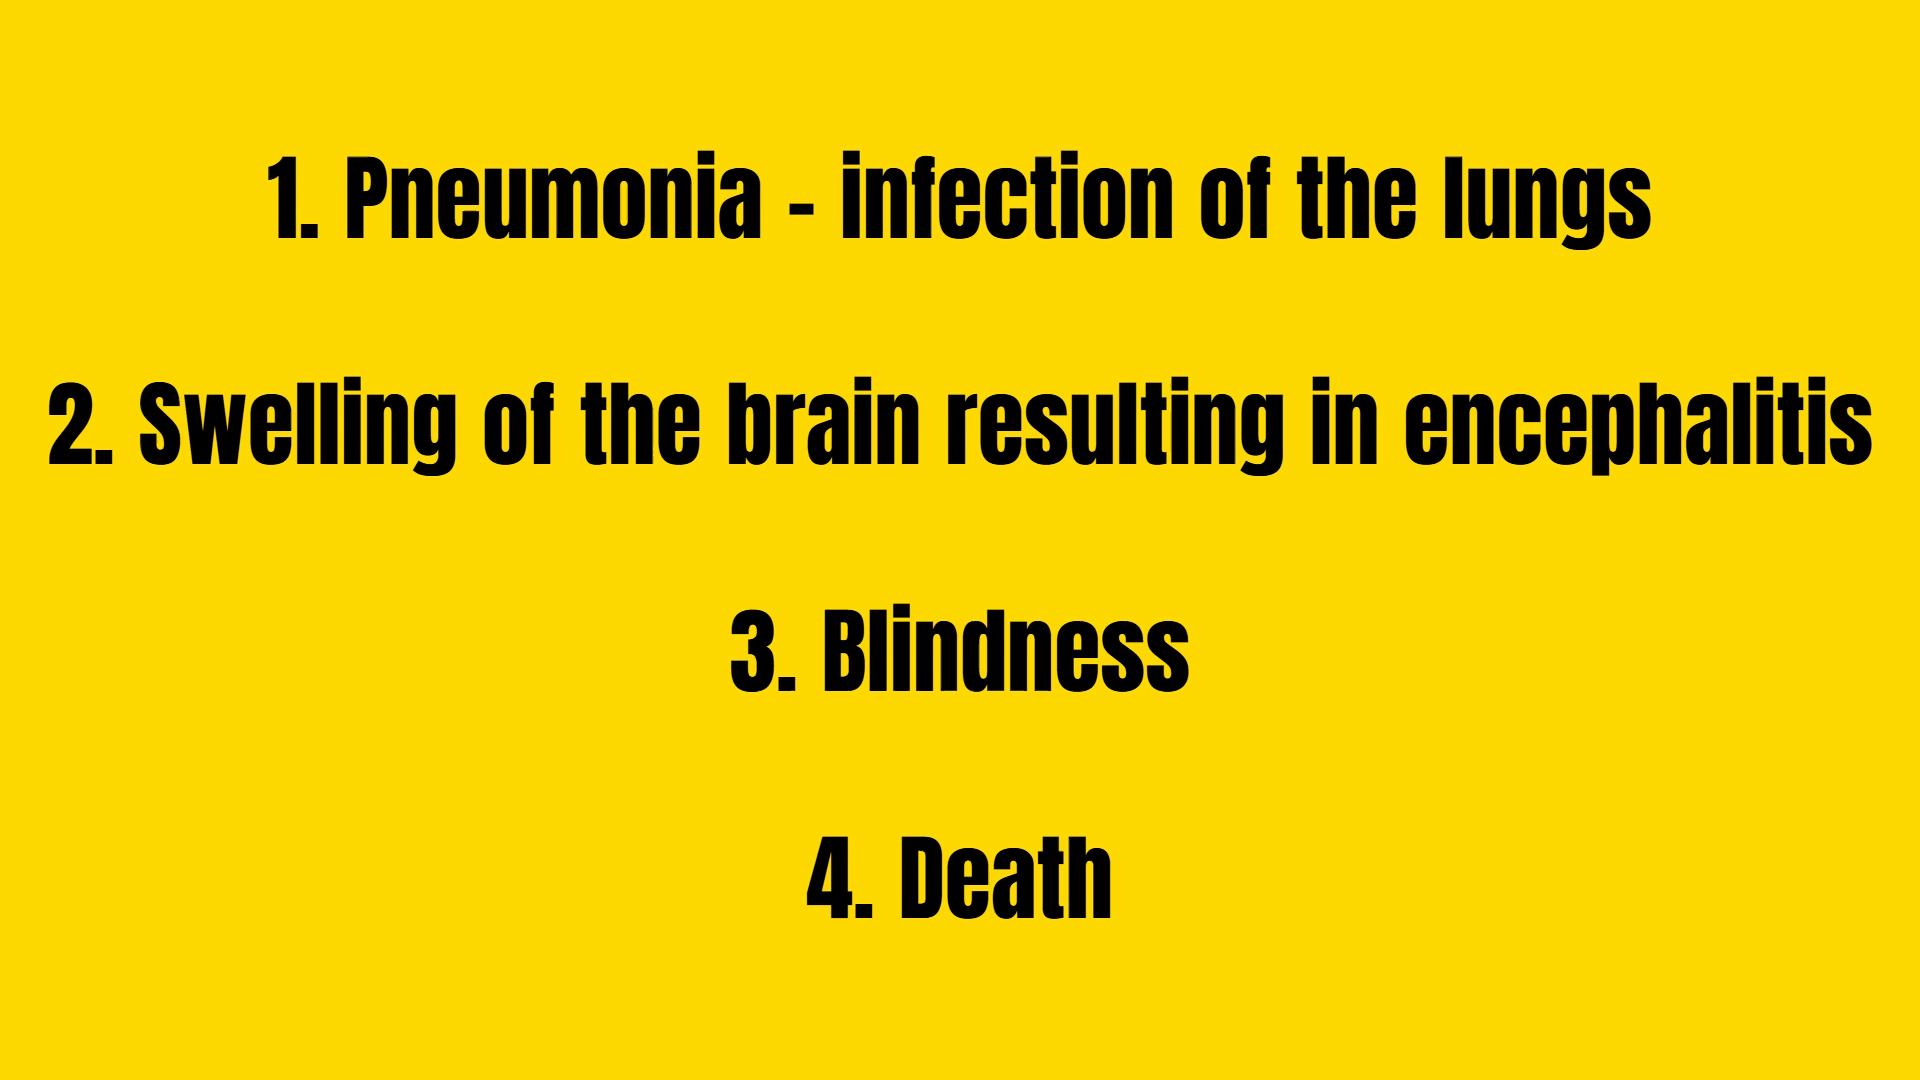 1. Pneumonia - infection of the lungs
2. Swelling of the brain resulting in encephalitis
3. Blindness
4. Death